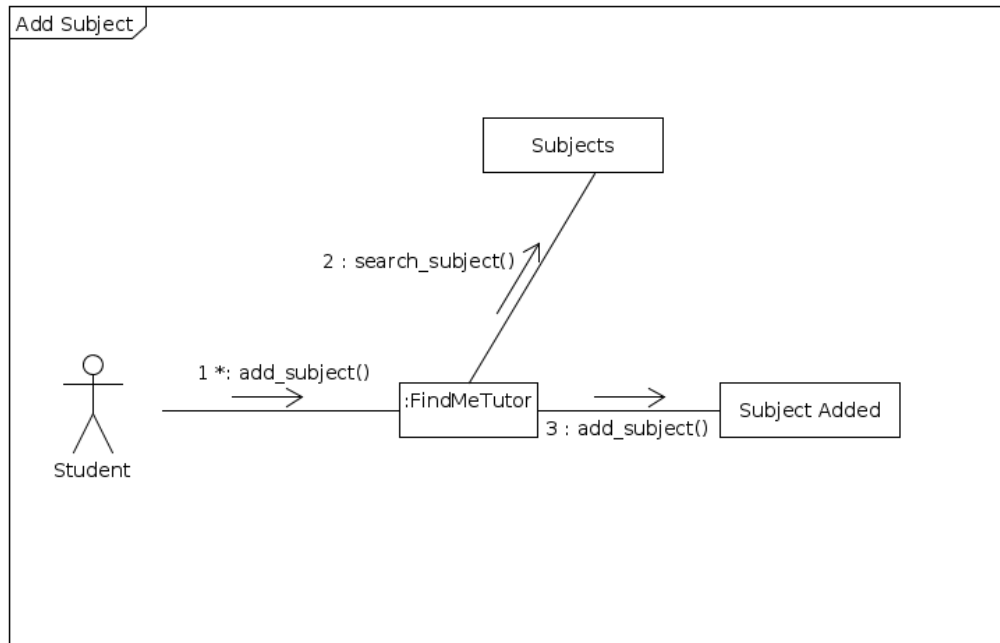 Add Subject
Subjects
2 : search_subject()
1 *: add_subject()
:FindMeTutor
Subject Added
3 : add_subject()
Student